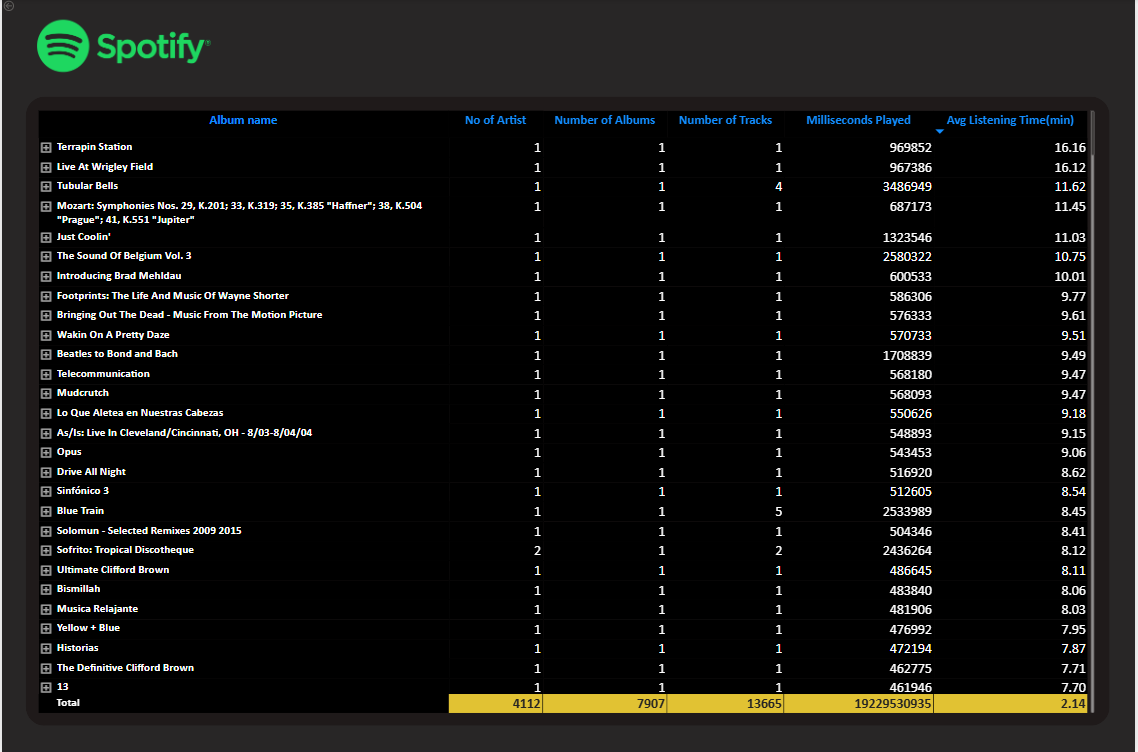 Spotify
Album name No of Artist Number of Albums Number of Tracks Milliseconds Played Avg Listening Time(min)
Terrapin Station 1 1 1 969852 16.16
Live At Wrigley Field 1 1 1 967386 16.12
Tubular Bells 1 1 4 3486949 11.62
Mozart: Symphonies Nos. 29, K.201; 33, K.319; 35, K.385 "Haffner"; 38, K.504 1 1 1 687173 11.45
"Prague"; 41, K.551 "Jupiter"
Just Coolin' 1 1 1 1323546 11.03
The Sound Of Belgium Vol. 3 1 1 1 2580322 10.75
Introducing Brad Mehldau 1 1 1 600533 10.01
Footprints: The Life And Music Of Wayne Shorter 1 1 1 586306 9.77
Bringing Out The Dead - Music From The Motion Picture 1 1 1 576333 9.61
Wakin On A Pretty Daze 1 1 1 570733 9.51
Beatles to Bond and Bach 1 1 1 1708839 9.49
Telecommunication 1 1 1 568180 9.47
Mudcrutch 1 1 1 568093 9.47
Lo Que Aletea en Nuestras Cabezas 1 1 1 550626 9.18
As/Is: Live In Cleveland/Cincinnati, OH - 8/03-8/04/04 1 1 1 548893 9.15
Opus 1 1 1 543453 9.06
Drive All Night 1 1 1 516920 8.62
Sinfónico 3 1 1 1 512605 8.54
Blue Train 1 1 5 2533989 8.45
Solomun - Selected Remixes 2009 2015 1 1 1 504346 8.41
Sofrito: Tropical Discotheque 2 1 2 2436264 8.12
Ultimate Clifford Brown 1 1 1 486645 8.11
Bismillah 1 1 1 483840 8.06
Musica Relajante 1 1 1 481906 8.03
Yellow + Blue 1 1 1 476992 7.95
Historias 1 1 1 472194 7.87
The Definitive Clifford Brown 1 1 1 462775 7.71
13 1 1 1 461946 7.70
Total 4112 7907 13665 19229530935 2.14